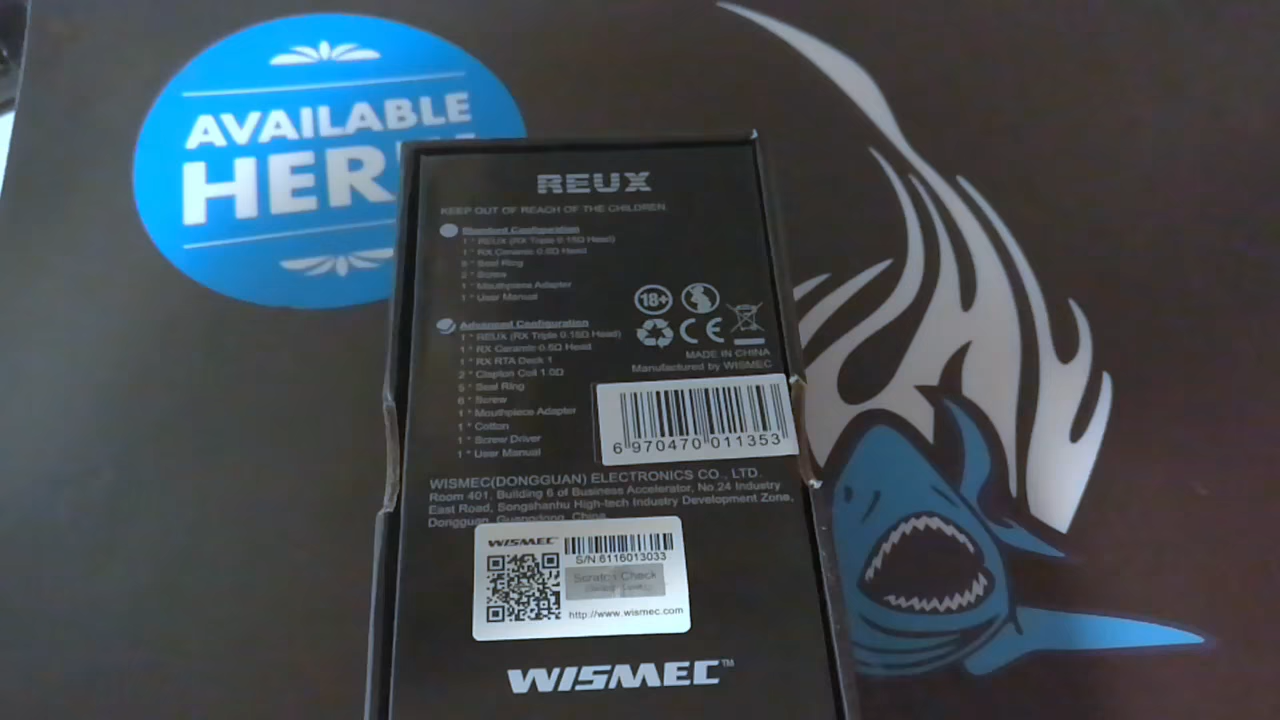 AVAILABLE
REUX
KEEP OUT OF REACH OF THE CHILDREN
Standard Configuration
1 * REUX (RX Triple 0.15Ω Head)
1 * RX Ceramic 0.5Ω Head
5 * Seal Ring
2 * Screw
1 * Mouthpiece Adapter
1 * User Manual
Advanced Configuration
1 * REUX (RX Triple 0.15Ω Head)
1 * RX Ceramic 0.5Ω Head
1 * RX RTA Deck 1
2 * Clapton Coil 1.0Ω
5 * Seal Ring
6 * Screw
1 * Mouthpiece Adapter
1 * Cotton
1 * Screw Driver
1 * User Manual
18+
CE
MADE IN CHINA
Manufactured by WISMEC
6 970470 011353
WISMEC(DONGGUAN) ELECTRONICS CO., LTD.
Room 401, Building 6 of Business Accelerator, No.24 Industry
East Road, Songshanhu High-tech Industry Development Zone,
Dongguan, Guangdong, China
WISMEC
S/N:6116013033
Scratch Check
http://www.wismec.com
WISMEC™